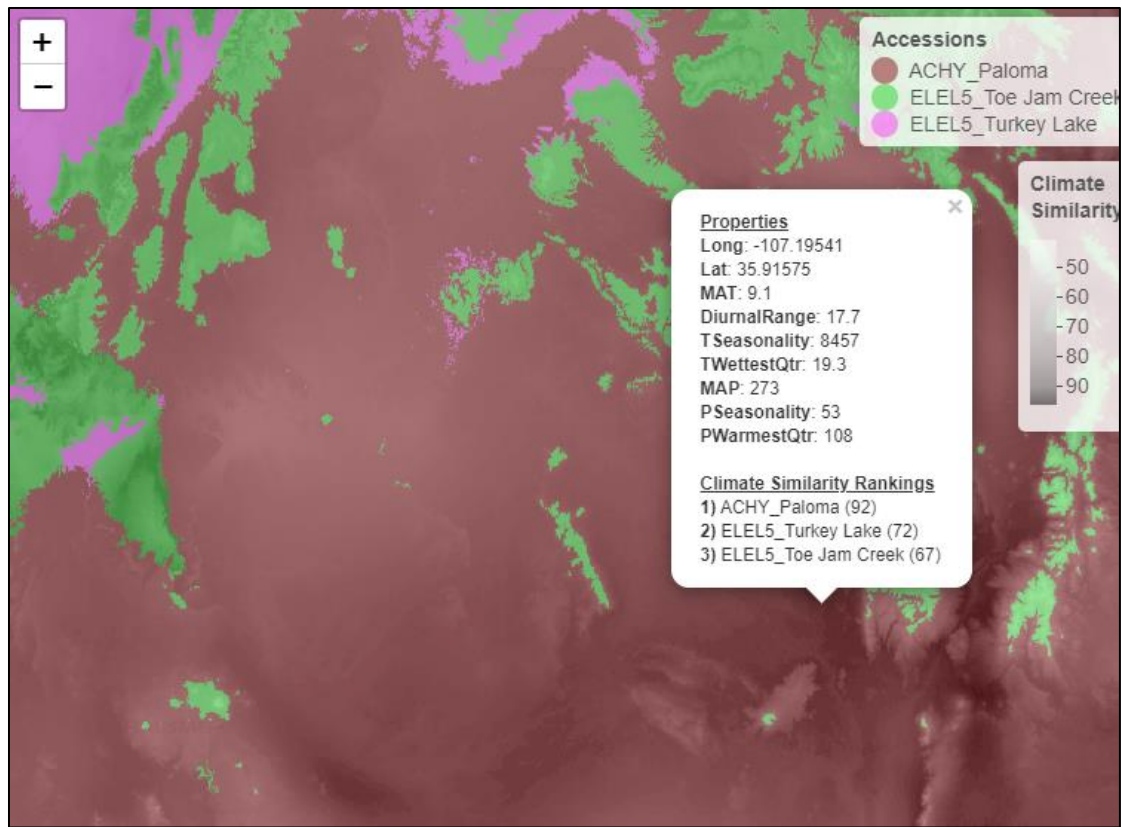 +
−
Accessions
ACHY_Paloma
ELEL5_Toe Jam Creek
ELEL5_Turkey Lake
Climate
Similarity
-50
-60
-70
-80
-90
×
Properties
Long: -107.19541
Lat: 35.91575
MAT: 9.1
DiurnalRange: 17.7
TSeasonality: 8457
TWettestQtr: 19.3
MAP: 273
PSeasonality: 53
PWarmestQtr: 108
Climate Similarity Rankings
1) ACHY_Paloma (92)
2) ELEL5_Turkey Lake (72)
3) ELEL5_Toe Jam Creek (67)